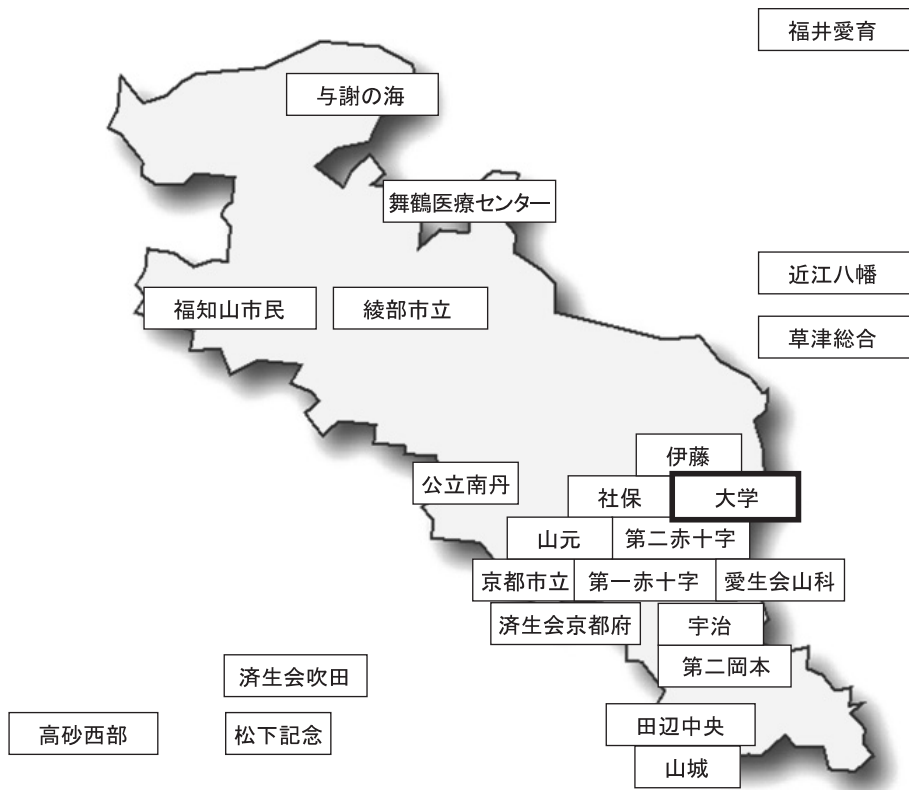 福井愛育
与謝の海
舞鶴医療センター
近江八幡
福知山市民
綾部市立
草津総合
伊藤
公立南丹
社保
大学
山元
第二赤十字
京都市立
第一赤十字
愛生会山科
済生会京都府
宇治
第二岡本
済生会吹田
高砂西部
松下記念
田辺中央
山城